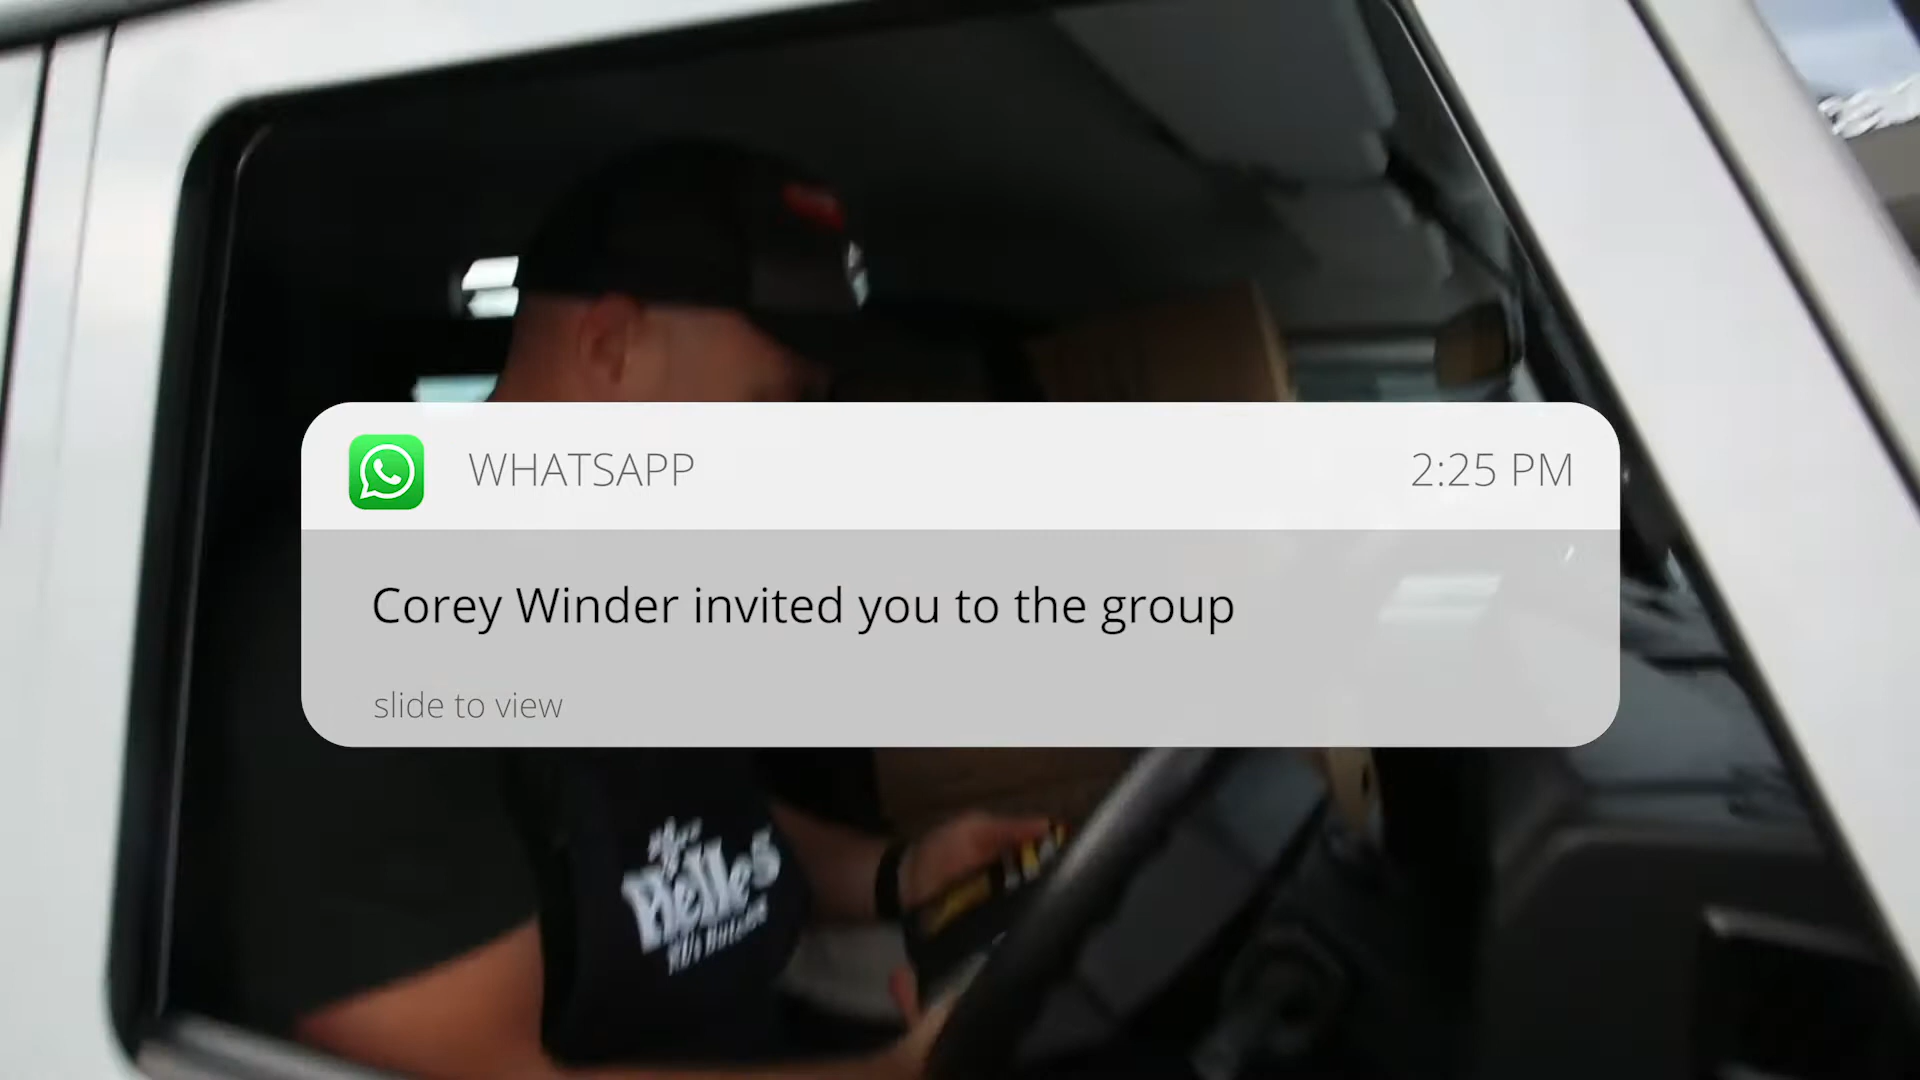 WHATSAPP 2:25 PM
Corey Winder invited you to the group
slide to view